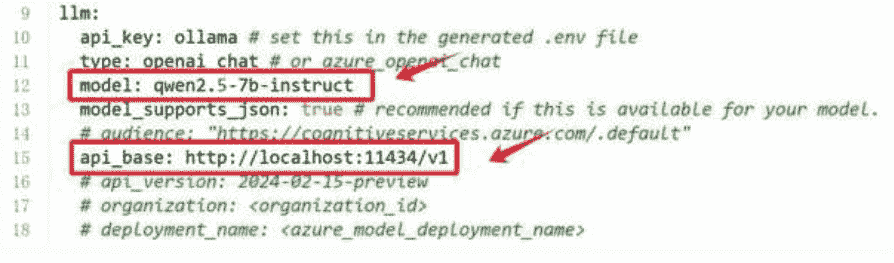 9 llm:
10 api_key: ollama # set this in the generated .env file
11 type: openai_chat # or azure_openai_chat
12 model: qwen2.5-7b-instruct
13 model_supports_json: true # recommended if this is available for your model.
14 # audience: "https://cognitiveservices.azure.com/.default"
15 api_base: http://localhost:11434/v1
16 # api_version: 2024-02-15-preview
17 # organization: <organization_id>
18 # deployment_name: <azure_model_deployment_name>